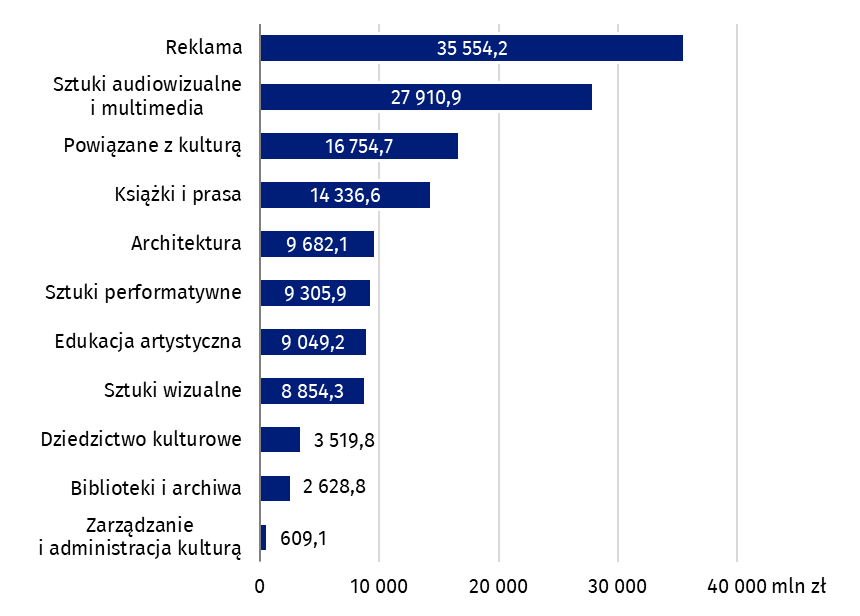 Reklama
35 554,2
Sztuki audiowizualne
i multimedia
27 910,9
Powiązane z kulturą
16 754,7
Książki i prasa
14 336,6
Architektura
9 682,1
Sztuki performatywne
9 305,9
Edukacja artystyczna
9 049,2
Sztuki wizualne
8 854,3
Dziedzictwo kulturowe
3 519,8
Biblioteki i archiwa
2 628,8
Zarządzanie
i administracja kulturą
609,1
0 10 000 20 000 30 000 40 000 mln zł